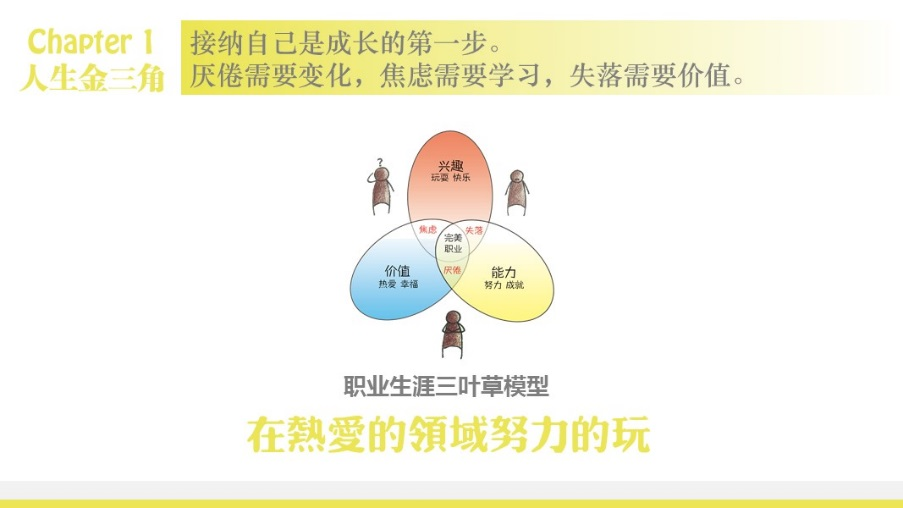 Chapter 1
人生金三角
接纳自己是成长的第一步。
厌倦需要变化，焦虑需要学习，失落需要价值。
?
兴趣
玩耍 快乐
焦虑
失落
完美
职业
价值
热爱 幸福
厌倦
能力
努力 成就
职业生涯三叶草模型
在熱愛的領域努力的玩